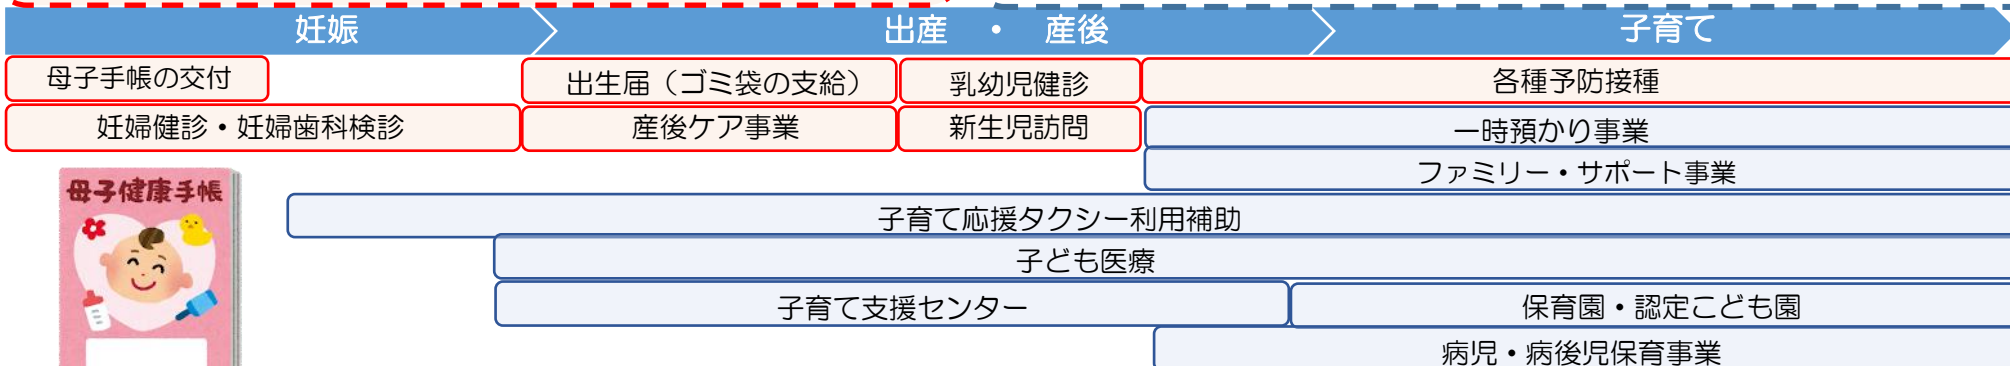 妊娠
出産 ・ 産後
子育て
母子手帳の交付
出生届（ゴミ袋の支給）
乳幼児健診
各種予防接種
妊婦健診・妊婦歯科検診
産後ケア事業
新生児訪問
一時預かり事業
ファミリー・サポート事業
母子健康手帳
子育て応援タクシー利用補助
子ども医療
子育て支援センター
保育園・認定こども園
病児・病後児保育事業